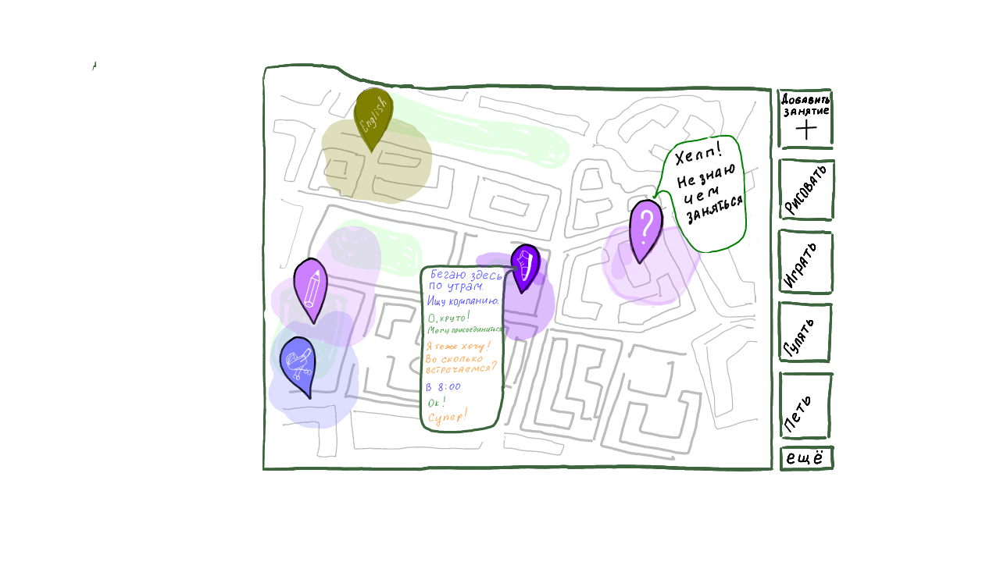 English
Хелп!
Не знаю
чем
заняться
?
Бегаю здесь
по утрам.
Ищу компанию.
О, круто!
Могу присоединиться
Я тоже хочу!
Во сколько
встречаемся?
В 8:00
Ок!
Супер!
Добавить
занятие
+
Рисовать
Играть
Гулять
Петь
ещё